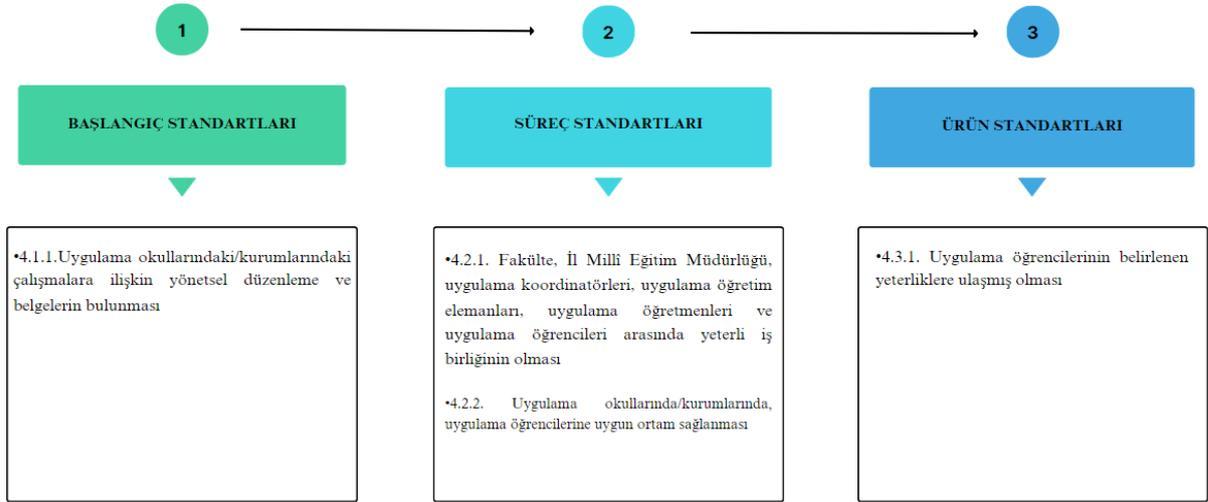 1
2
3
BAŞLANGIÇ STANDARTLARI
SÜREÇ STANDARTLARI
ÜRÜN STANDARTLARI
•4.1.1.Uygulama okullarındaki/kurumlarındaki
çalışmalara ilişkin yönetsel düzenleme ve
belgelerin bulunması
•4.2.1. Fakülte, İl Millî Eğitim Müdürlüğü,
uygulama koordinatörleri, uygulama öğretim
elemanları, uygulama öğretmenleri ve
uygulama öğrencileri arasında yeterli iş
birliğinin olması
•4.2.2. Uygulama okullarında/kurumlarında,
uygulama öğrencilerine uygun ortam sağlanması
•4.3.1. Uygulama öğrencilerinin belirlenen
yeterliklere ulaşmış olması